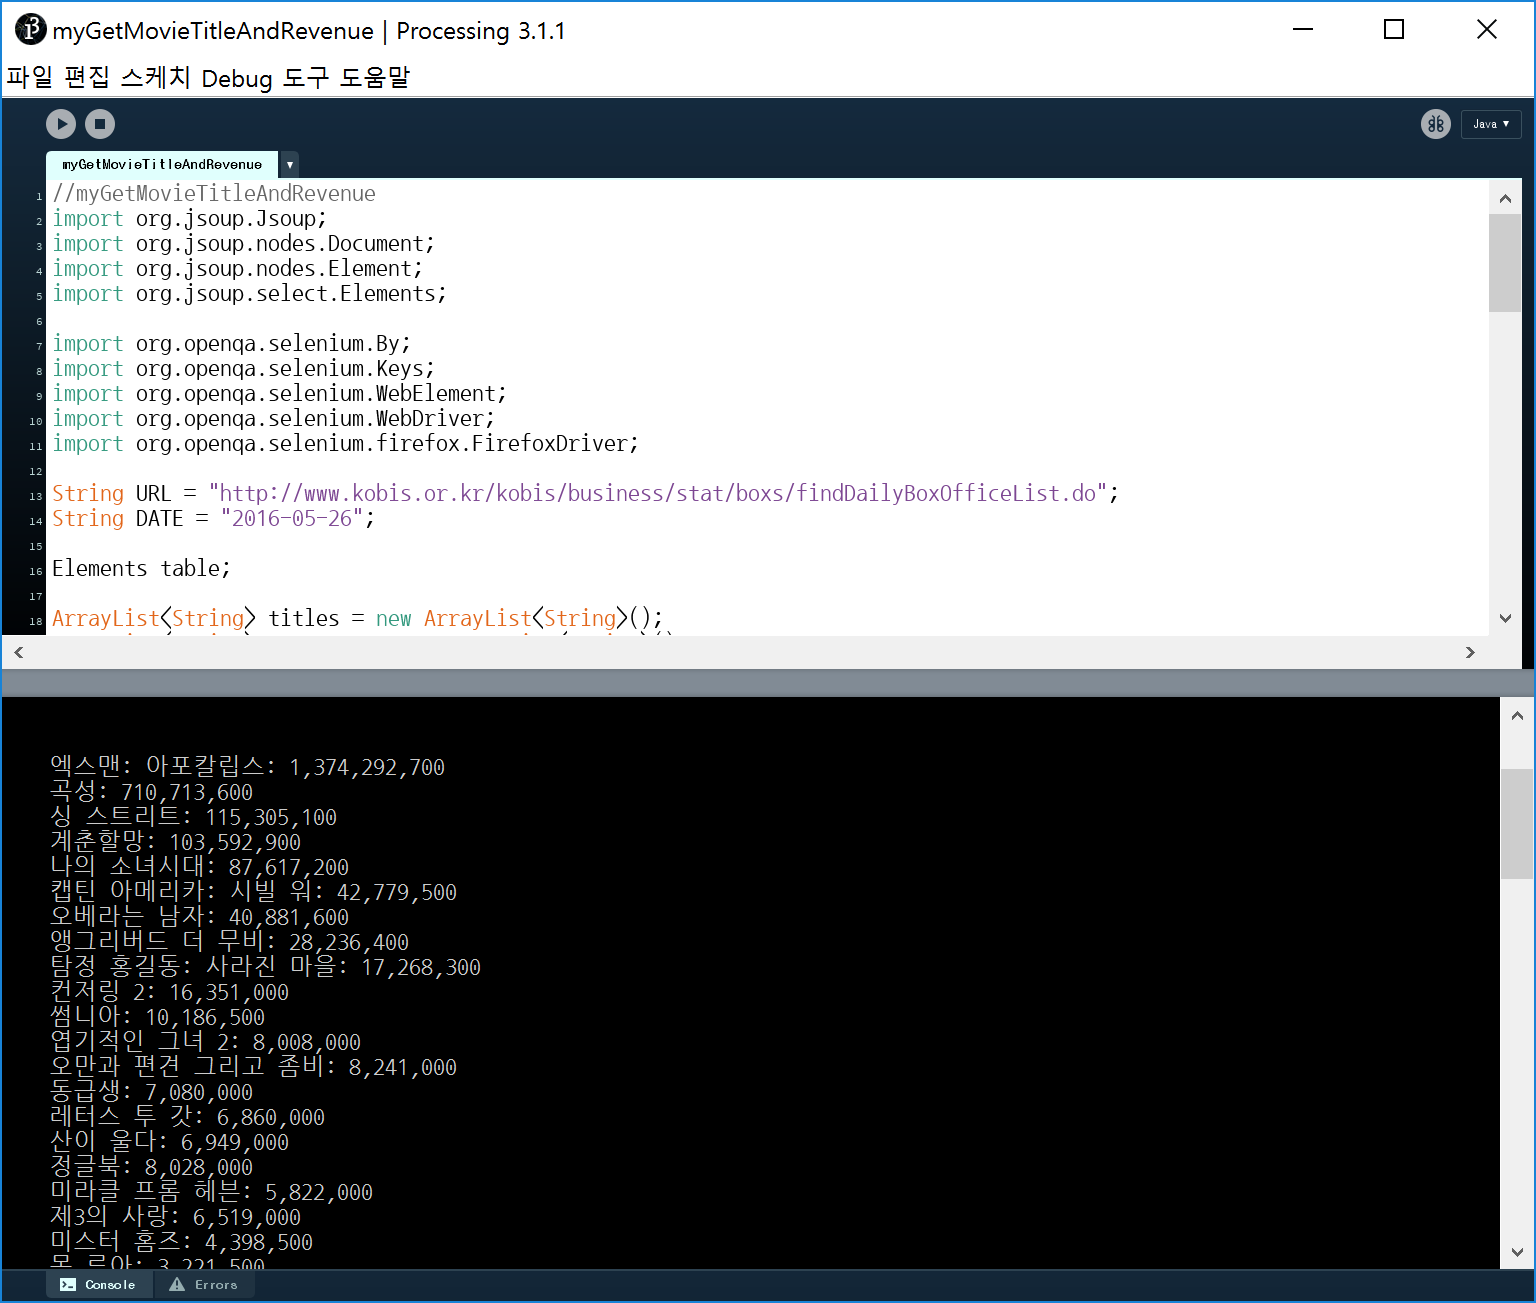 myGetMovieTitleAndRevenue | Processing 3.1.1
파일 편집 스케치 Debug 도구 도움말
Java
myGetMovieTitleAndRevenue
1 //myGetMovieTitleAndRevenue
2 import org.jsoup.Jsoup;
3 import org.jsoup.nodes.Document;
4 import org.jsoup.nodes.Element;
5 import org.jsoup.select.Elements;
6
7 import org.openqa.selenium.By;
8 import org.openqa.selenium.Keys;
9 import org.openqa.selenium.WebElement;
10 import org.openqa.selenium.WebDriver;
11 import org.openqa.selenium.firefox.FirefoxDriver;
12
13 String URL = "http://www.kobis.or.kr/kobis/business/stat/boxs/findDailyBoxOfficeList.do";
14 String DATE = "2016-05-26";
15
16 Elements table;
17
18 ArrayList<String> titles = new ArrayList<String>();
엑스맨: 아포칼립스: 1,374,292,700
곡성: 710,713,600
싱 스트리트: 115,305,100
계춘할망: 103,592,900
나의 소녀시대: 87,617,200
캡틴 아메리카: 시빌 워: 42,779,500
오베라는 남자: 40,881,600
앵그리버드 더 무비: 28,236,400
탐정 홍길동: 사라진 마을: 17,268,300
컨저링 2: 16,351,000
썸니아: 10,186,500
엽기적인 그녀 2: 8,008,000
오만과 편견 그리고 좀비: 8,241,000
동급생: 7,080,000
레터스 투 갓: 6,860,000
산이 울다: 6,949,000
정글북: 8,028,000
미라클 프롬 헤븐: 5,822,000
제3의 사랑: 6,519,000
미스터 홈즈: 4,398,500
3,221,500
Console Errors